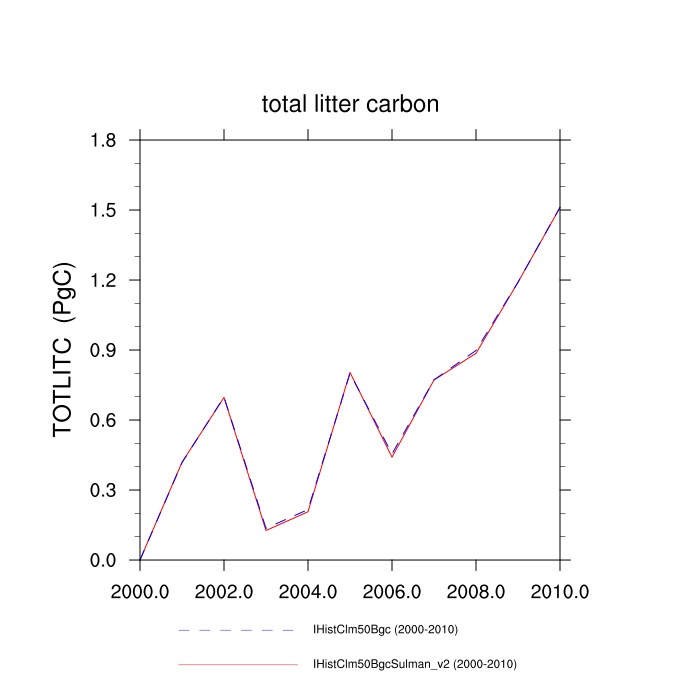 total litter carbon
1.8
1.5
1.2
0.9
0.6
0.3
0.0
TOTLITC (PgC)
2000.0 2002.0 2004.0 2006.0 2008.0 2010.0
IHistClm50Bgc (2000-2010)
IHistClm50BgcSulman_v2 (2000-2010)